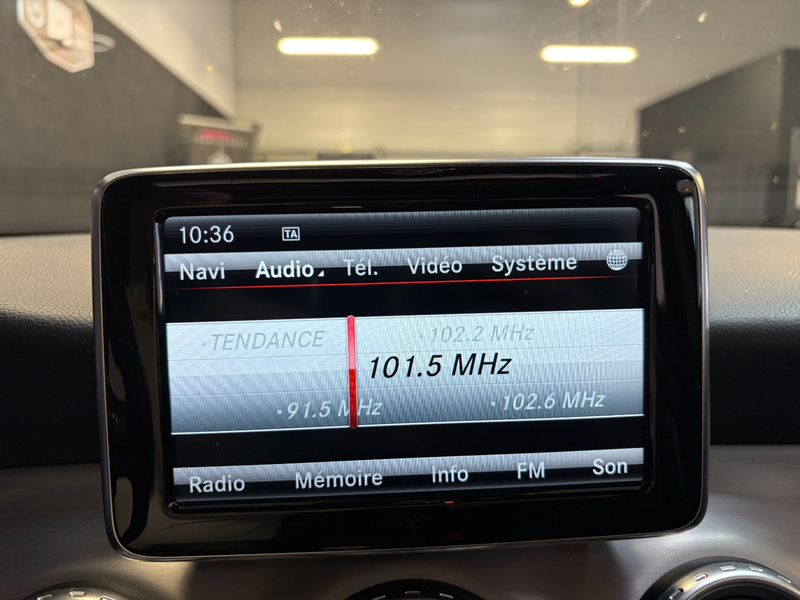 10:36 TA
Navi Audio Tél. Vidéo Système
· TENDANCE · 102.2 MHz
101.5 MHz
· 91.5 MHz · 102.6 MHz
Radio Mémoire Info FM Son